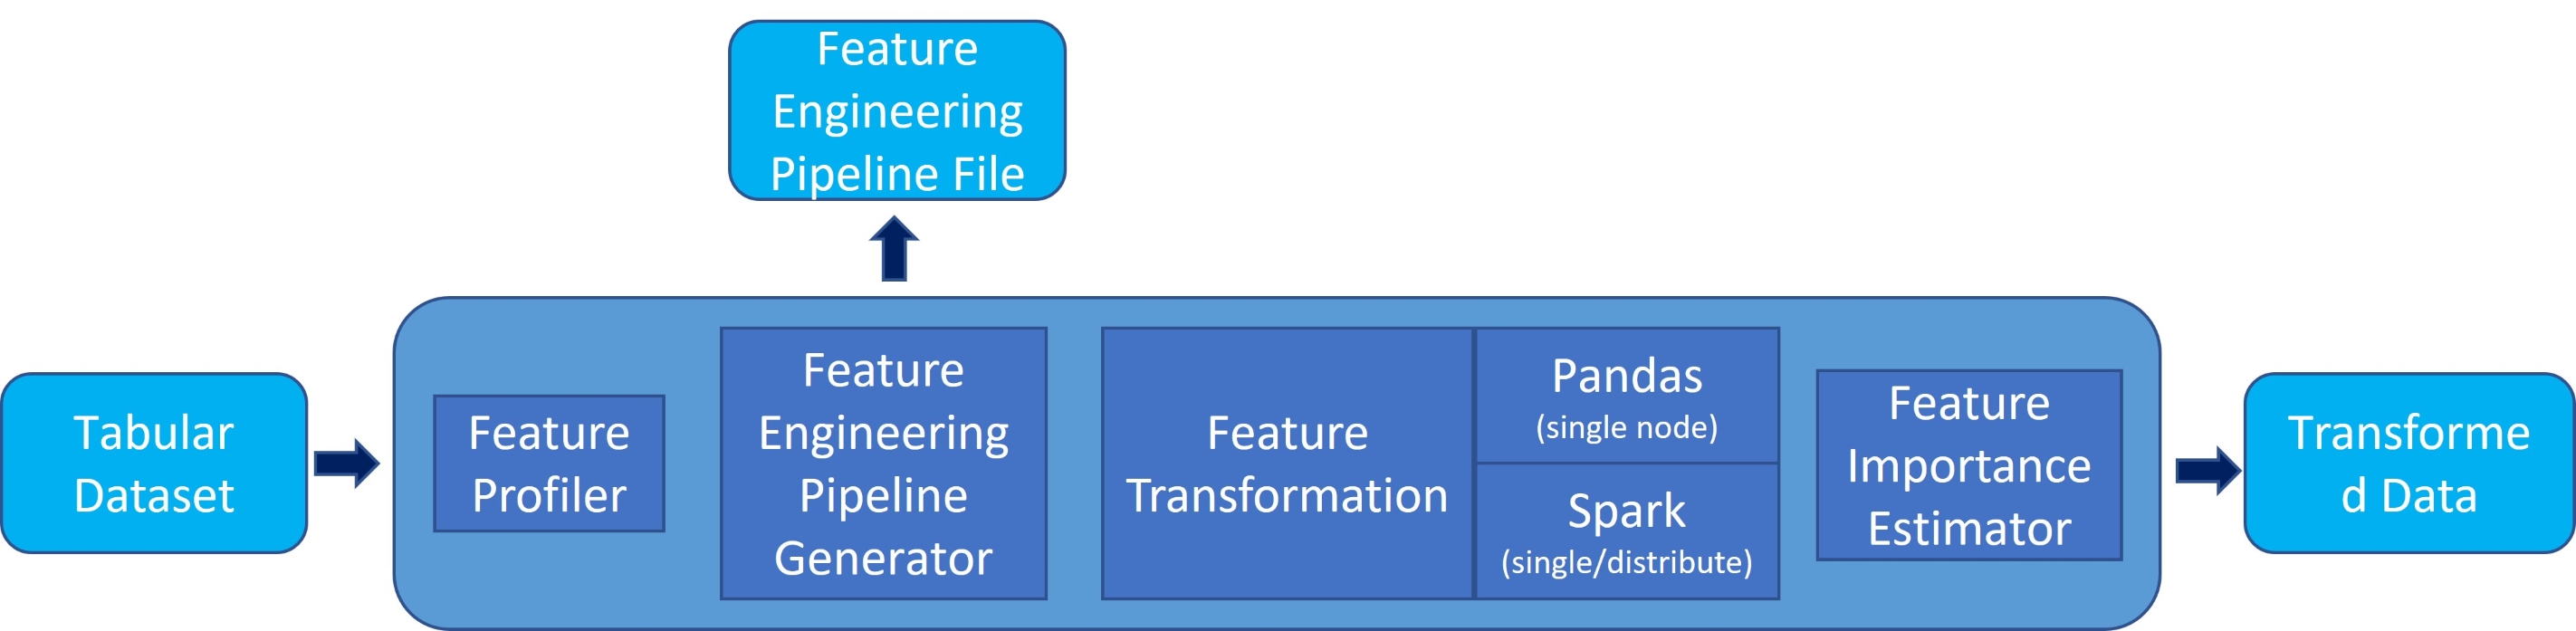 Feature
Engineering
Pipeline File
Tabular
Dataset
Feature
Profiler
Feature
Engineering
Pipeline
Generator
Feature
Transformation
Pandas
(single node)
Spark
(single/distribute)
Feature
Importance
Estimator
Transforme
d Data